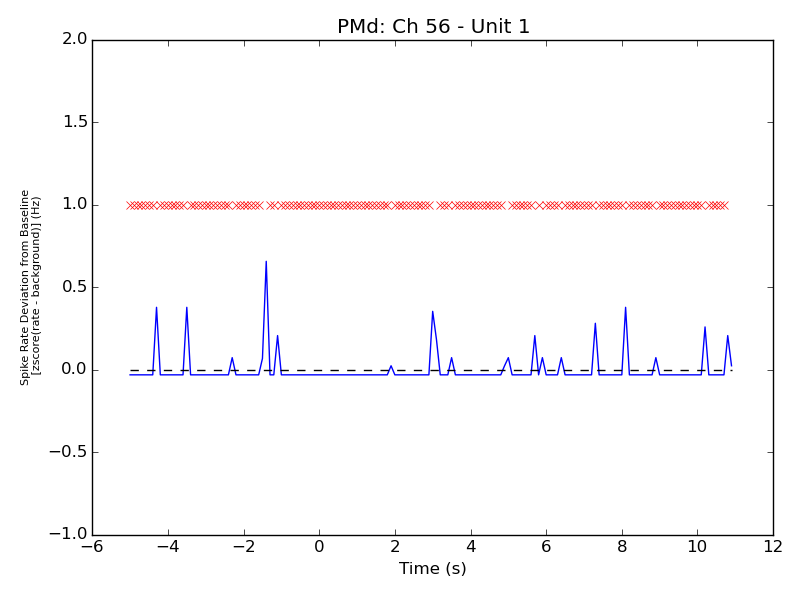 PMd: Ch 56 - Unit 1
2.0
1.5
1.0
0.5
0.0
−0.5
−1.0
Spike Rate Deviation from Baseline
[zscore(rate - background)] (Hz)
−6 −4 −2 0 2 4 6 8 10 12
Time (s)